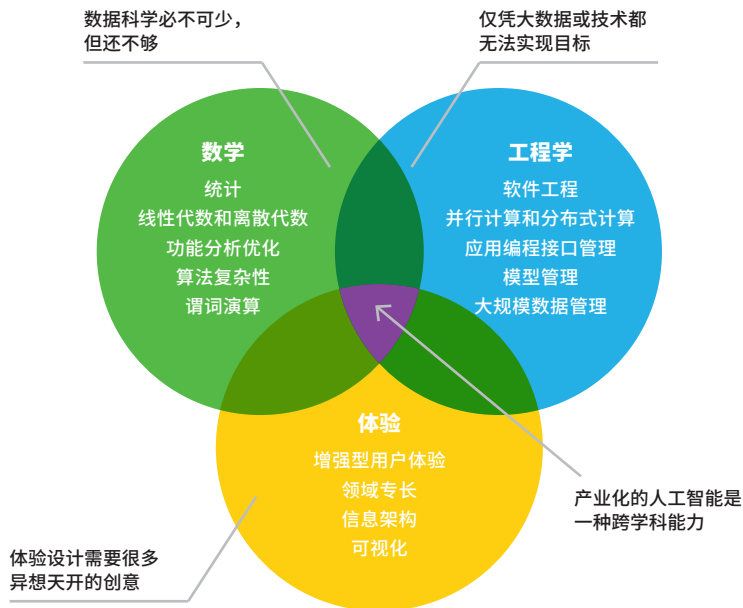 数据科学必不可少，
但还不够
仅凭大数据或技术都
无法实现目标
数学
统计
线性代数和离散代数
功能分析优化
算法复杂性
谓词演算
工程学
软件工程
并行计算和分布式计算
应用编程接口管理
模型管理
大规模数据管理
体验
增强型用户体验
领域专长
信息架构
可视化
产业化的人工智能是
一种跨学科能力
体验设计需要很多
异想天开的创意